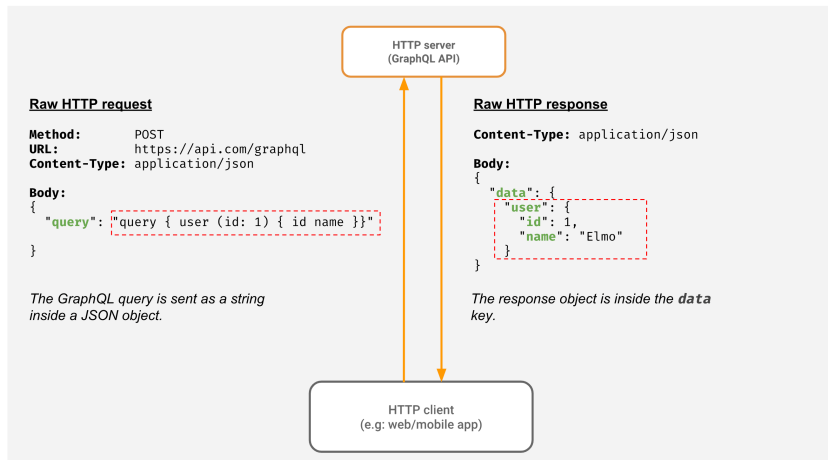 HTTP server
(GraphQL API)
Raw HTTP request
Method: POST
URL: https://api.com/graphql
Content-Type: application/json
Body:
{
"query": "query { user (id: 1) { id name }}"
}
The GraphQL query is sent as a string
inside a JSON object.
Raw HTTP response
Content-Type: application/json
Body:
{
"data": {
"user": {
"id": 1,
"name": "Elmo"
}
}
The response object is inside the data
key.
HTTP client
(e.g: web/mobile app)